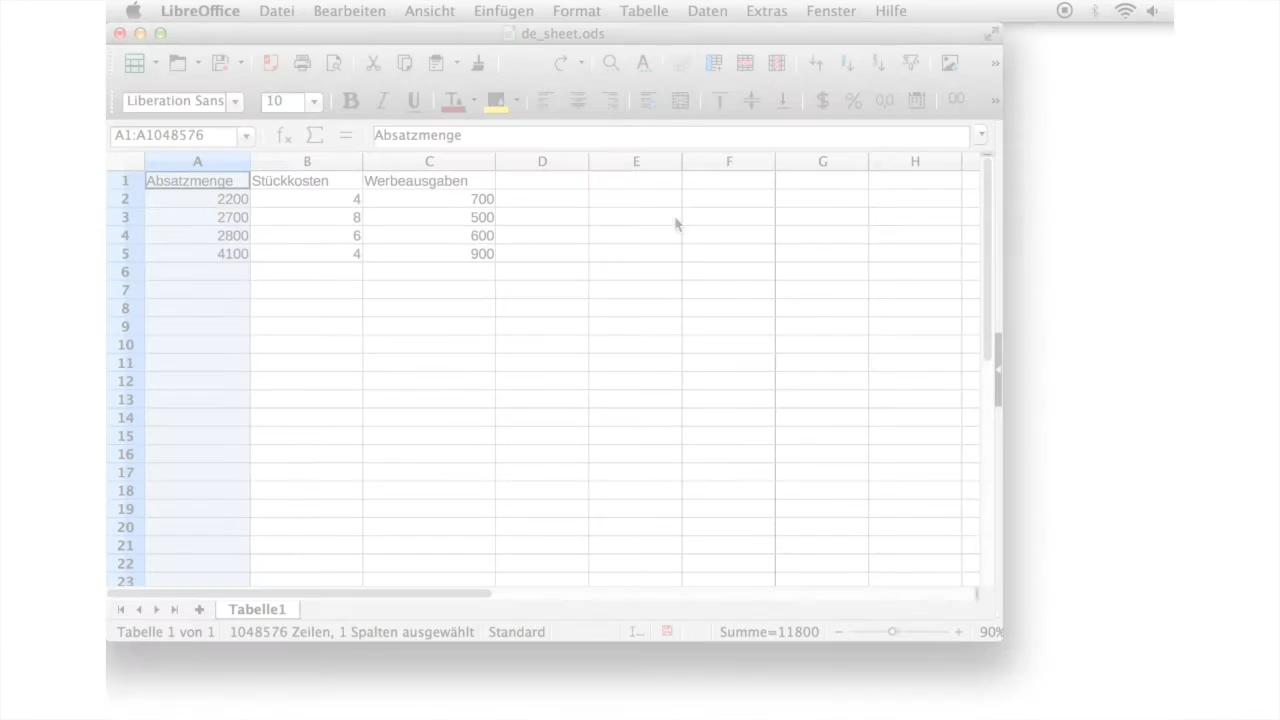 LibreOffice Datei Bearbeiten Ansicht Einfügen Format Tabelle Daten Extras Fenster Hilfe
de_sheet.ods
Liberation Sans 10
A1:A1048576 Absatzmenge
A B C D E F G H
1 Absatzmenge Stückkosten Werbeausgaben
2 2200 4 700
3 2700 8 500
4 2800 6 600
5 4100 4 900
6
7
8
9
10
11
12
13
14
15
16
17
18
19
20
21
22
23
Tabelle1
Tabelle 1 von 1 1048576 Zeilen, 1 Spalten ausgewählt Standard Summe=11800 90%